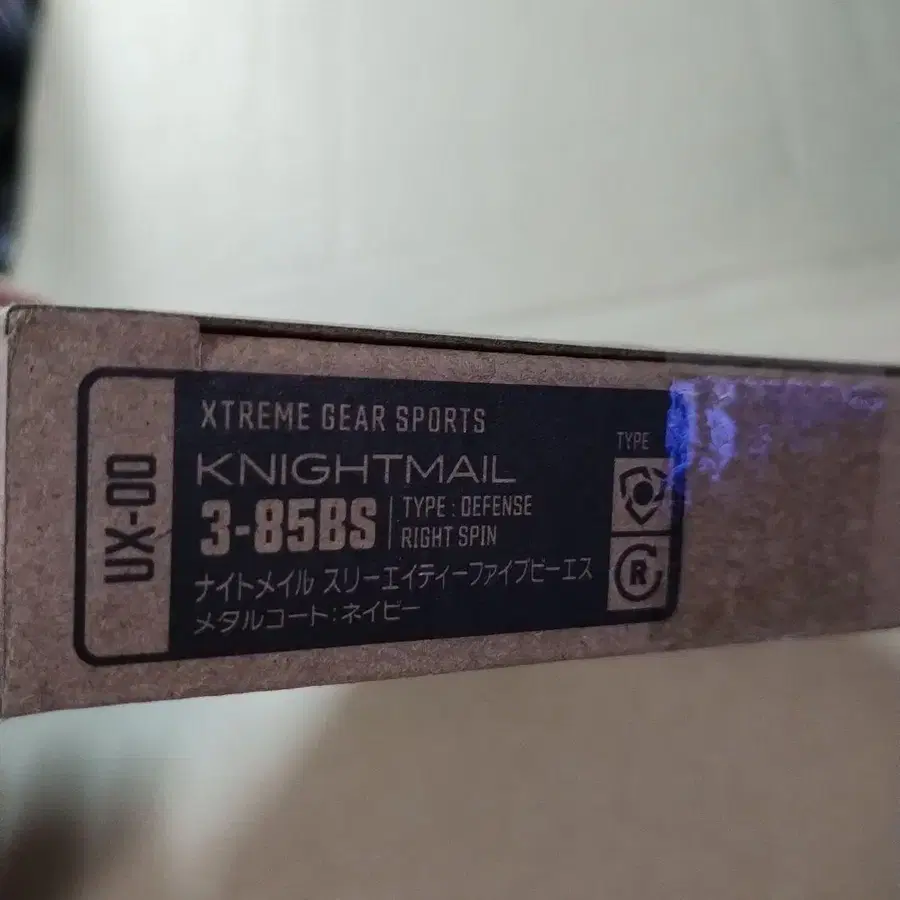 UX-00
XTREME GEAR SPORTS
KNIGHTMAIL
3-85BS
TYPE : DEFENSE
RIGHT SPIN
ナイトメイル スリーエイティーファイブビーエス
メタルコート:ネイビー
TYPE
R